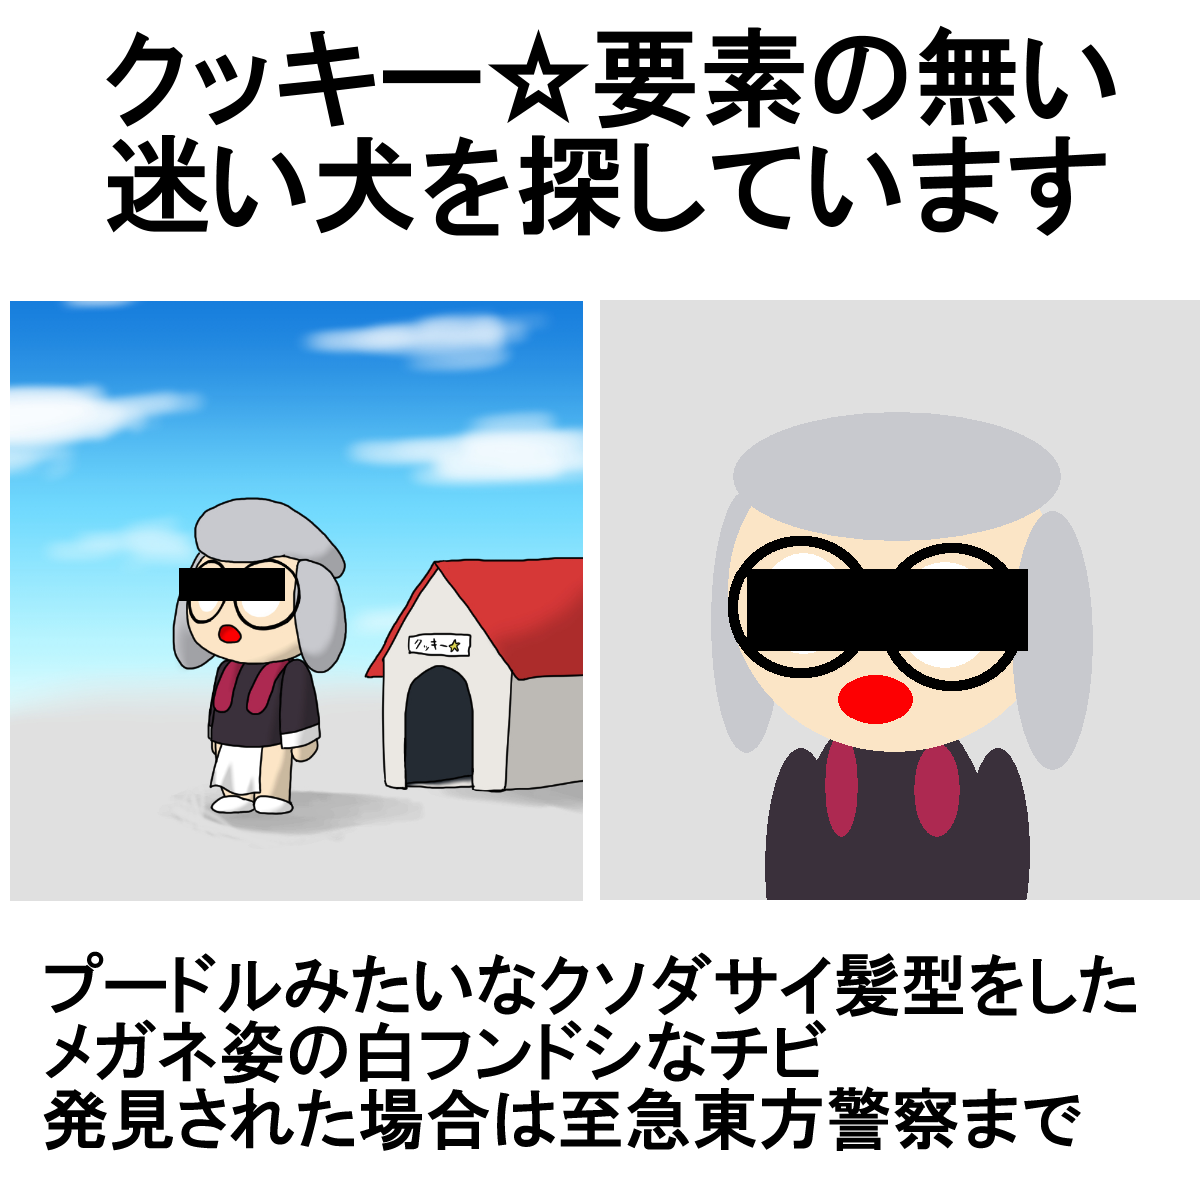 クッキー☆要素の無い
迷い犬を探しています
クッキー☆
プードルみたいなクソダサイ髪型をした
メガネ姿の白フンドシなチビ
発見された場合は至急東方警察まで